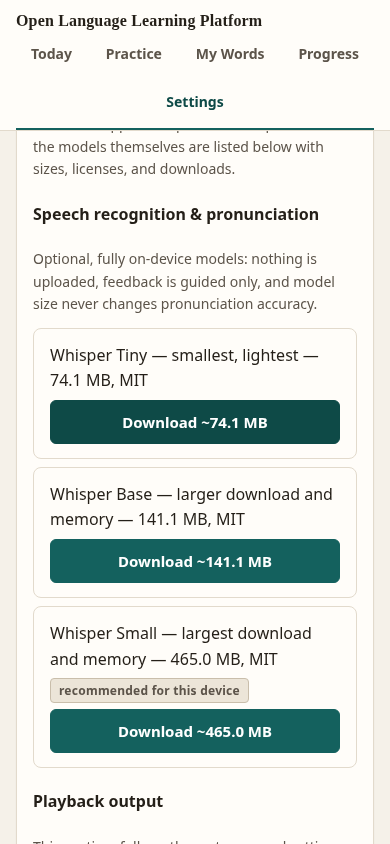 Open Language Learning Platform
Today Practice My Words Progress
Settings
the models themselves are listed below with
sizes, licenses, and downloads.
Speech recognition & pronunciation
Optional, fully on-device models: nothing is
uploaded, feedback is guided only, and model
size never changes pronunciation accuracy.
Whisper Tiny — smallest, lightest —
74.1 MB, MIT
Download ~74.1 MB
Whisper Base — larger download and
memory — 141.1 MB, MIT
Download ~141.1 MB
Whisper Small — largest download
and memory — 465.0 MB, MIT
recommended for this device
Download ~465.0 MB
Playback output